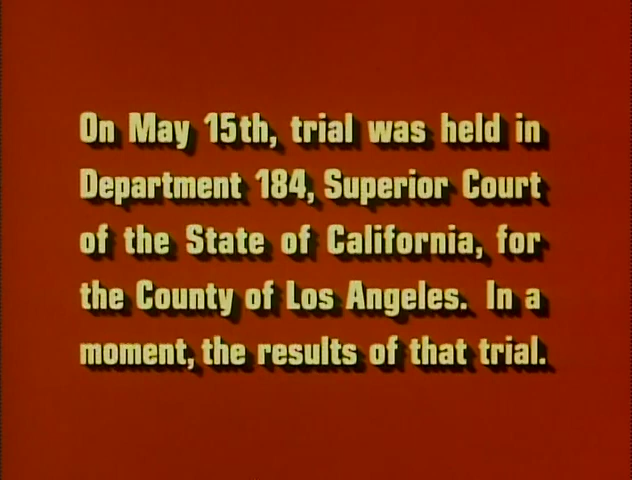 On May 15th, trial was held in
Department 184, Superior Court
of the State of California, for
the County of Los Angeles. In a
moment, the results of that trial.